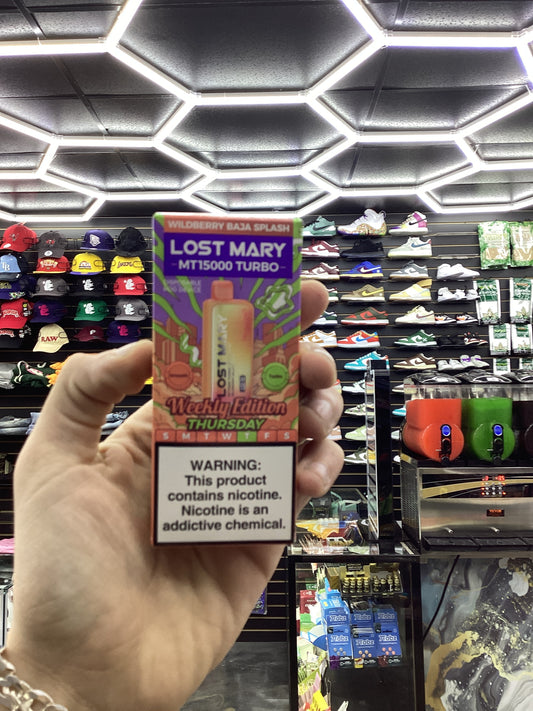 WILDBERRY BAJA SPLASH
LOST MARY
MT15000 TURBO
DISPOSABLE
LOST MARY
Weekly Edition
THURSDAY
S M T W T F S
WARNING:
This product
contains nicotine.
Nicotine is an
addictive chemical.
RAW